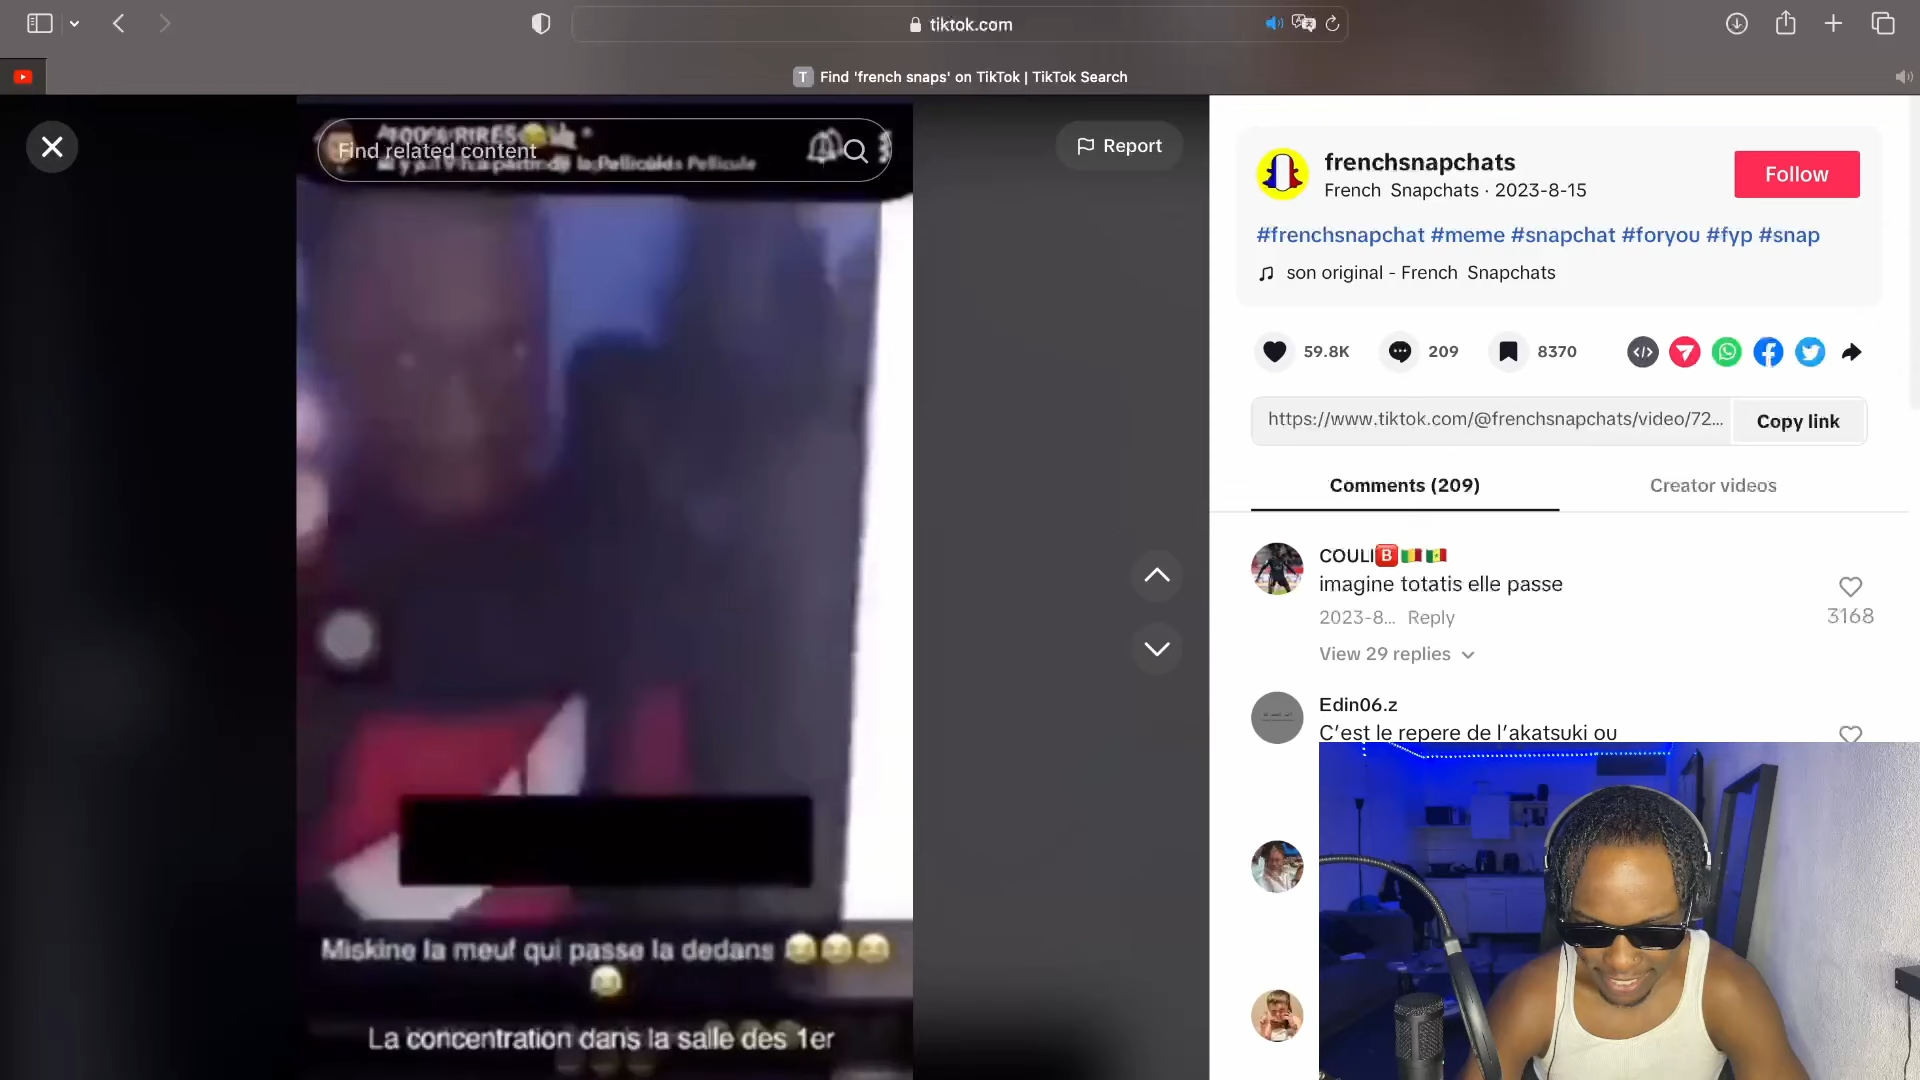 tiktok.com
T Find 'french snaps' on TikTok | TikTok Search
100% RIRES
Find related content
Report
frenchsnapchats
French Snapchats · 2023-8-15
Follow
#frenchsnapchat #meme #snapchat #foryou #fyp #snap
son original - French Snapchats
59.8K
209
8370
https://www.tiktok.com/@frenchsnapchats/video/72...
Copy link
Comments (209)
Creator videos
COULI🅱️🇲🇱🇸🇳
imagine totatis elle passe
2023-8... Reply
3168
View 29 replies
Edin06.z
C'est le repere de l'akatsuki ou
Miskine la meuf qui passe la dedans
La concentration dans la salle des 1er